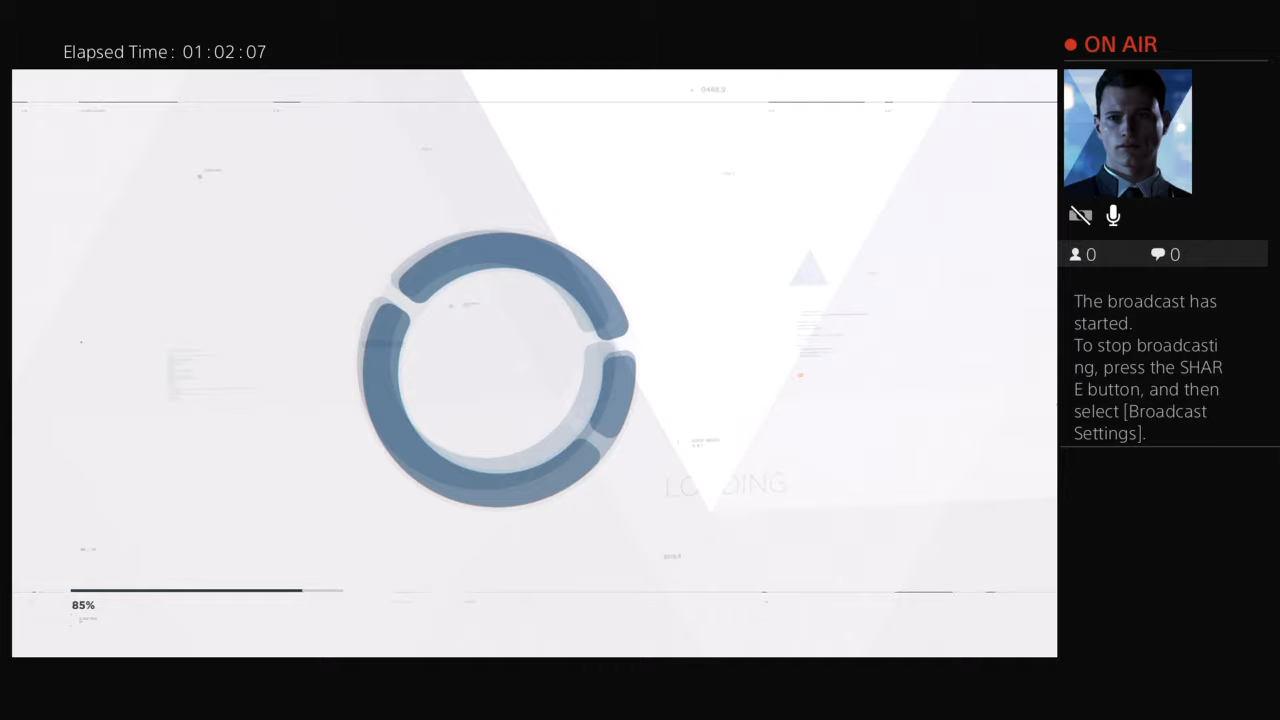 Elapsed Time: 01:02:07
ON AIR
0 0
The broadcast has
started.
To stop broadcasti
ng, press the SHAR
E button, and then
select [Broadcast
Settings].
LOADING
85%